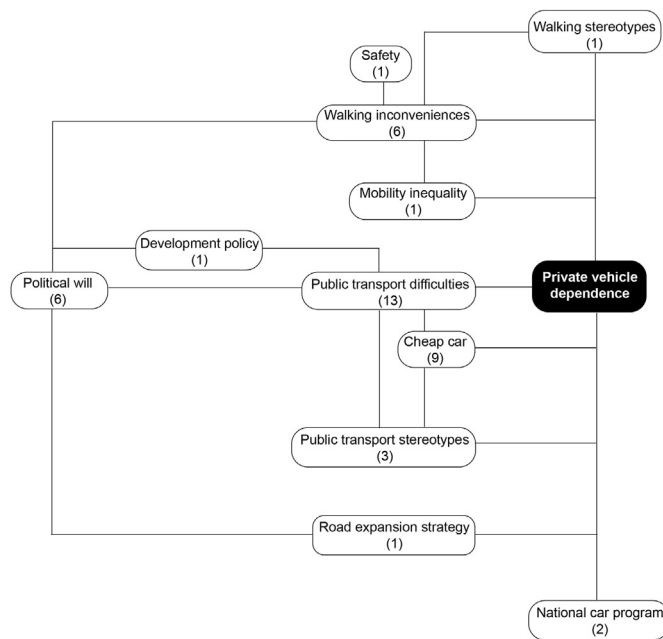 Walking stereotypes
(1)
Safety
(1)
Walking inconveniences
(6)
Mobility inequality
(1)
Development policy
(1)
Political will
(6)
Public transport difficulties
(13)
Private vehicle
dependence
Cheap car
(9)
Public transport stereotypes
(3)
Road expansion strategy
(1)
National car program
(2)